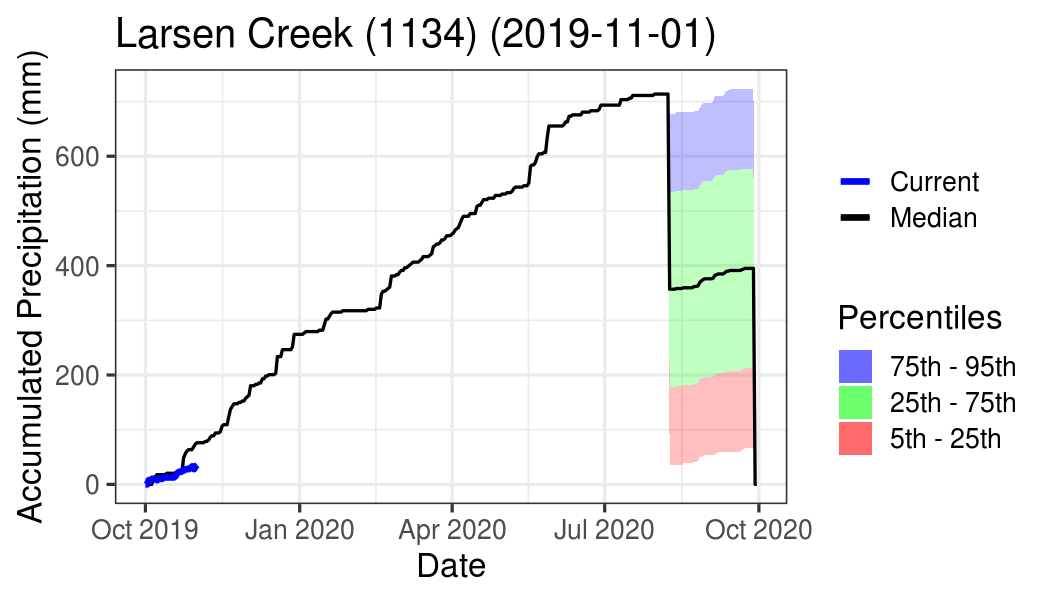 Larsen Creek (1134) (2019-11-01)
Accumulated Precipitation (mm)
600
400
200
0
Oct 2019
Jan 2020
Apr 2020
Jul 2020
Oct 2020
Date
Current
Median
Percentiles
75th - 95th
25th - 75th
5th - 25th